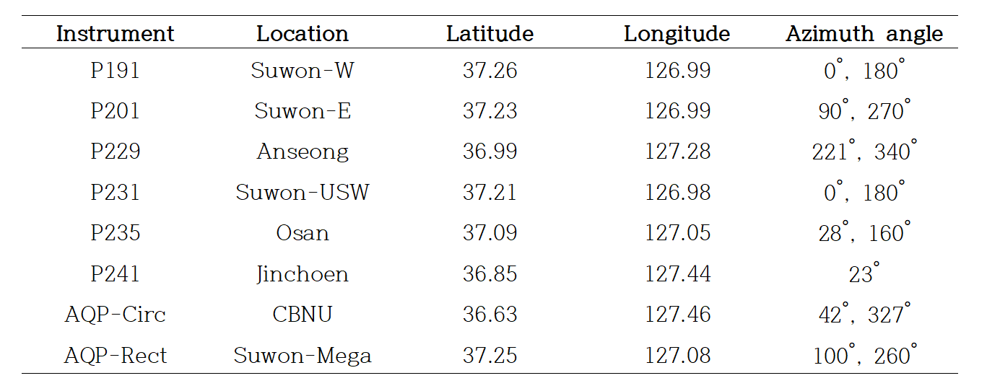 Instrument Location Latitude Longitude Azimuth angle
P191 Suwon-W 37.26 126.99 0°, 180°
P201 Suwon-E 37.23 126.99 90°, 270°
P229 Anseong 36.99 127.28 221°, 340°
P231 Suwon-USW 37.21 126.98 0°, 180°
P235 Osan 37.09 127.05 28°, 160°
P241 Jinchoen 36.85 127.44 23°
AQP-Circ CBNU 36.63 127.46 42°, 327°
AQP-Rect Suwon-Mega 37.25 127.08 100°, 260°